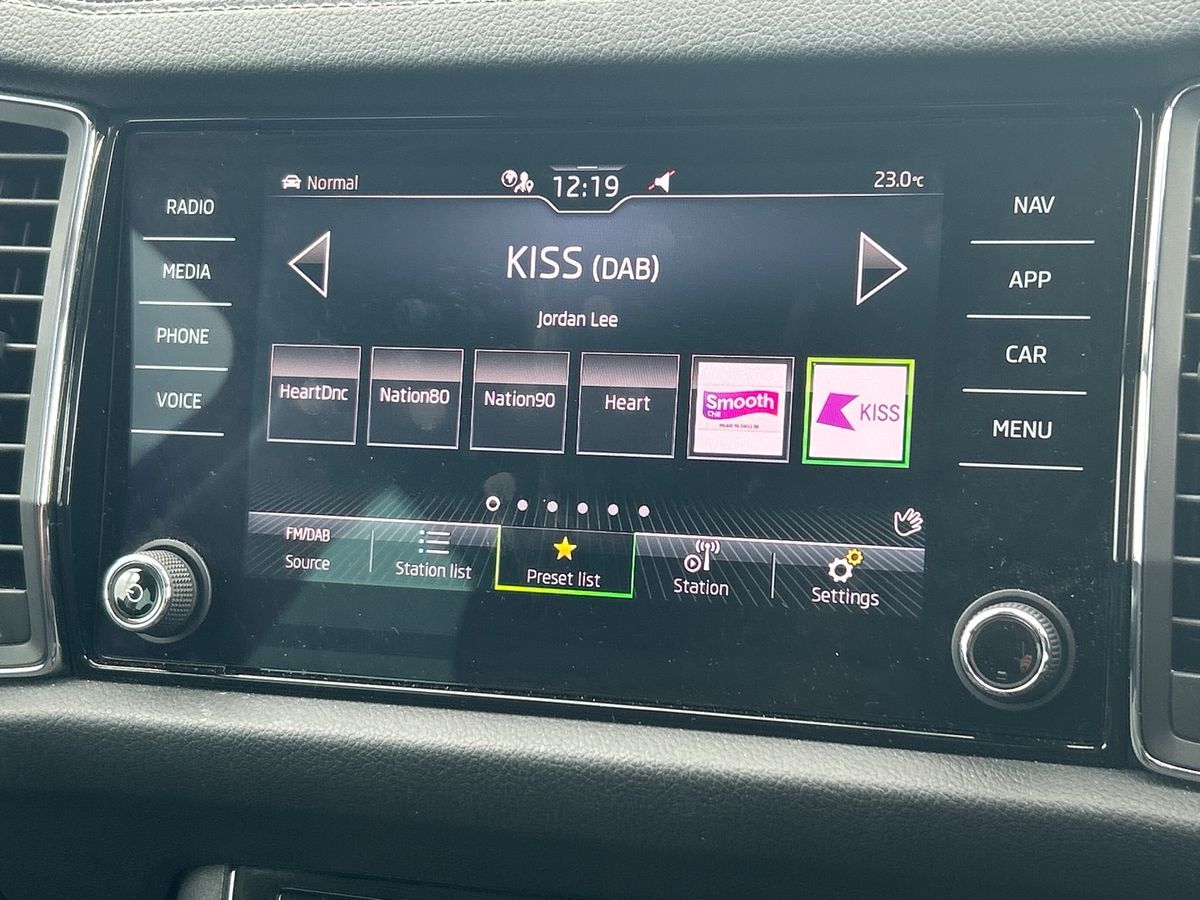 Normal
12:19
23.0°C
RADIO
MEDIA
PHONE
VOICE
KISS (DAB)
Jordan Lee
HeartDnc
Nation80
Nation90
Heart
Smooth
Chill
KISS
FM/DAB
Source
Station list
Preset list
Station
Settings
NAV
APP
CAR
MENU